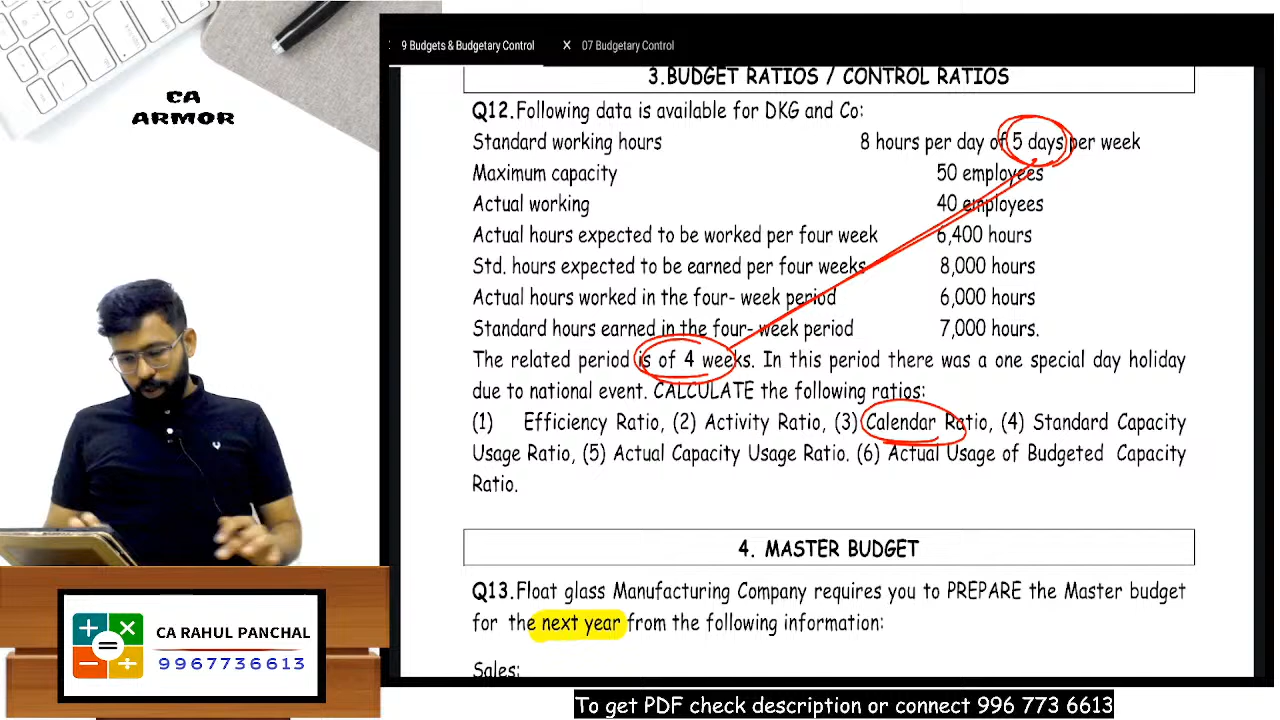 9 Budgets & Budgetary Control
× 07 Budgetary Control
CA
ARMOR
3.BUDGET RATIOS / CONTROL RATIOS
Q12.Following data is available for DKG and Co:
Standard working hours 8 hours per day of 5 days per week
Maximum capacity 50 employees
Actual working 40 employees
Actual hours expected to be worked per four week 6,400 hours
Std. hours expected to be earned per four weeks 8,000 hours
Actual hours worked in the four- week period 6,000 hours
Standard hours earned in the four- week period 7,000 hours.
The related period is of 4 weeks. In this period there was a one special day holiday
due to national event. CALCULATE the following ratios:
(1) Efficiency Ratio, (2) Activity Ratio, (3) Calendar Ratio, (4) Standard Capacity
Usage Ratio, (5) Actual Capacity Usage Ratio. (6) Actual Usage of Budgeted Capacity
Ratio.
4. MASTER BUDGET
Q13.Float glass Manufacturing Company requires you to PREPARE the Master budget
for the next year from the following information:
Sales:
CA RAHUL PANCHAL
9967736613
To get PDF check description or connect 996 773 6613